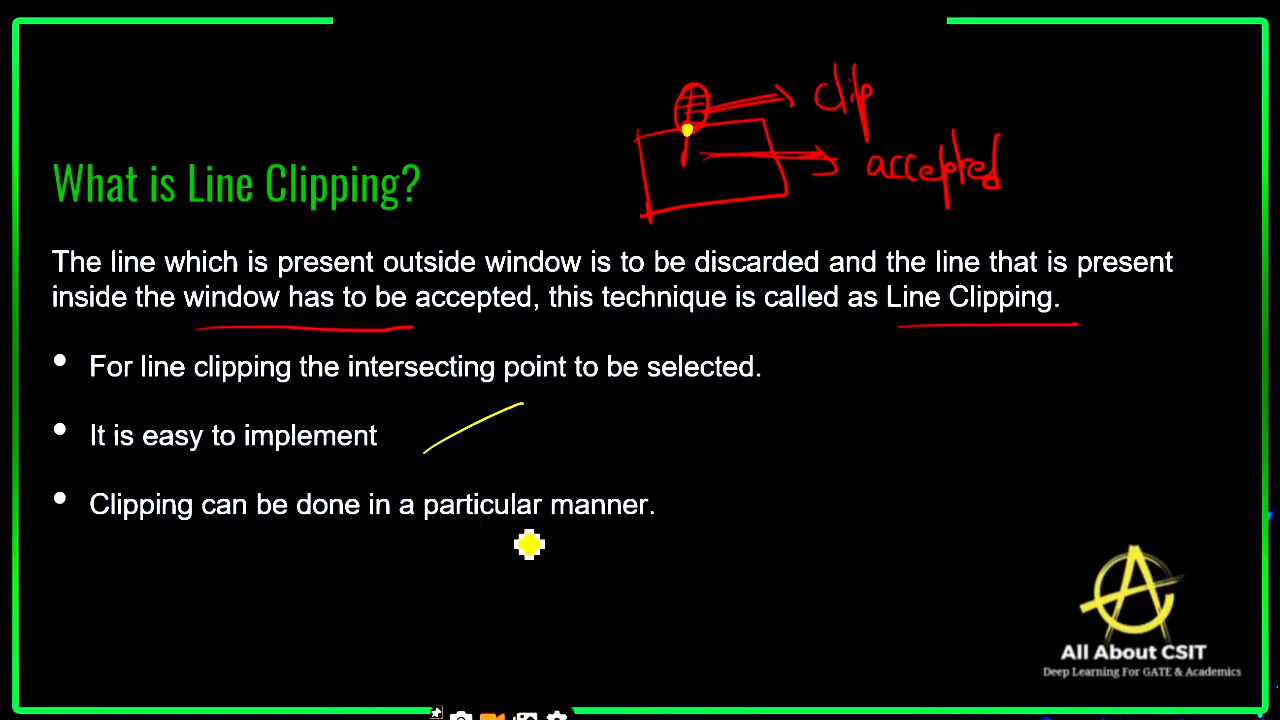 clip
accepted
What is Line Clipping?
The line which is present outside window is to be discarded and the line that is present
inside the window has to be accepted, this technique is called as Line Clipping.
• For line clipping the intersecting point to be selected.
• It is easy to implement
• Clipping can be done in a particular manner.
All About CSIT
Deep Learning For GATE & Academics